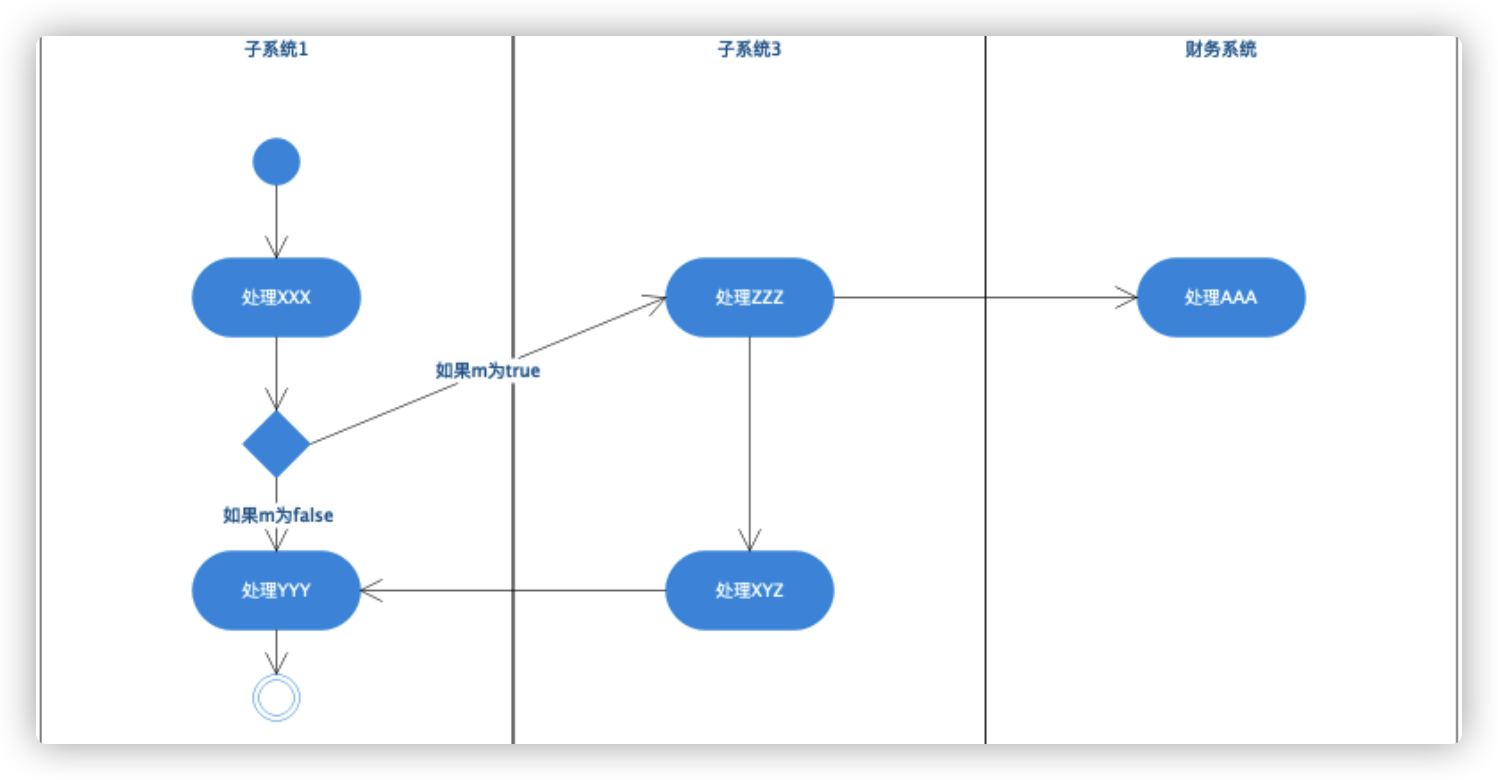 子系统1
子系统3
财务系统
处理XXX
处理ZZZ
处理AAA
如果m为true
如果m为false
处理YYY
处理XYZ